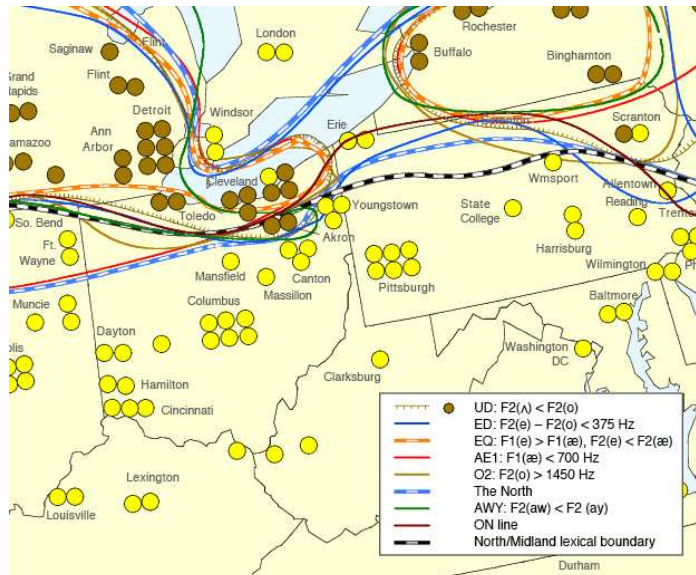 Saginaw
Flint
London
Rochester
Buffalo
Binghamton
Grand
Rapids
Flint
Detroit
Windsor
Erie
Scranton
Scranton
Ann
Arbor
amazoo
Cleveland
Toledo
Youngstown
Wmsport
Allentown
Reading
State
College
Akron
Harrisburg
So. Bend
Ft.
Wayne
Mansfield
Canton
Massillon
Pittsburgh
Wilmington
Baltmore
Muncie
Columbus
Dayton
olis
Washington
DC
Clarksburg
Hamilton
Cincinnati
Lexington
Louisville
UD: F2(ʌ) < F2(o)
ED: F2(e) – F2(o) < 375 Hz
EQ: F1(e) > F1(æ), F2(e) < F2(æ)
AE1: F1(æ) < 700 Hz
O2: F2(o) > 1450 Hz
The North
AWY: F2(aw) < F2 (ay)
ON line
North/Midland lexical boundary
Durham